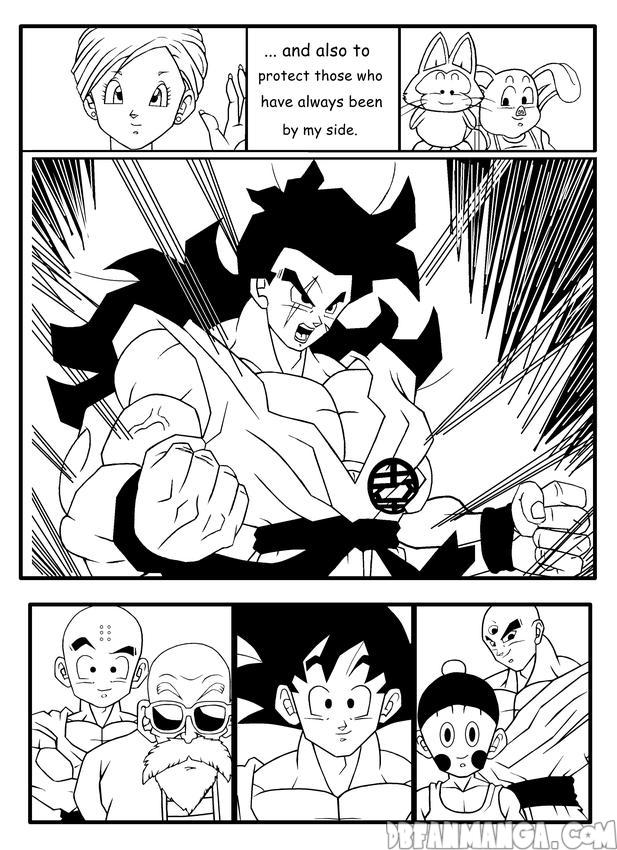 ... and also to
protect those who
have always been
by my side.
DBFANMANGA.COM